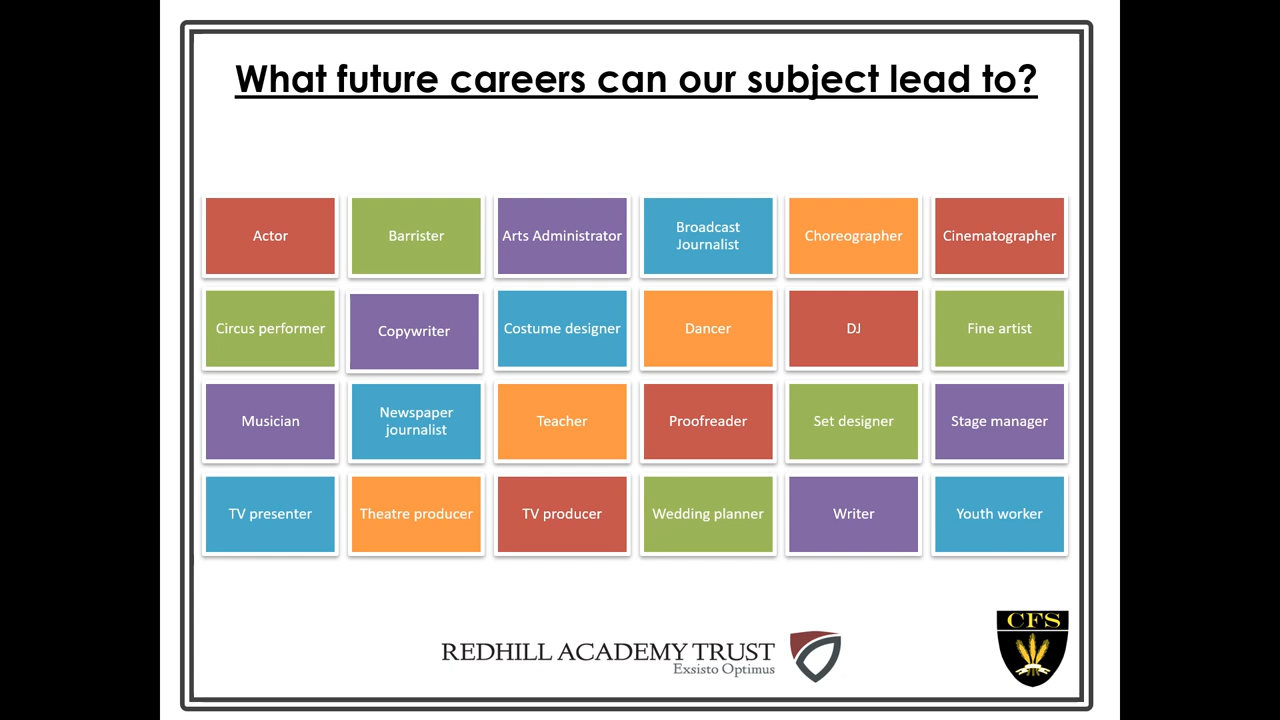 What future careers can our subject lead to?
Actor
Barrister
Arts Administrator
Broadcast
Journalist
Choreographer
Cinematographer
Circus performer
Copywriter
Costume designer
Dancer
DJ
Fine artist
Musician
Newspaper
journalist
Teacher
Proofreader
Set designer
Stage manager
TV presenter
Theatre producer
TV producer
Wedding planner
Writer
Youth worker
REDHILL ACADEMY TRUST
Exsisto Optimus
CFS